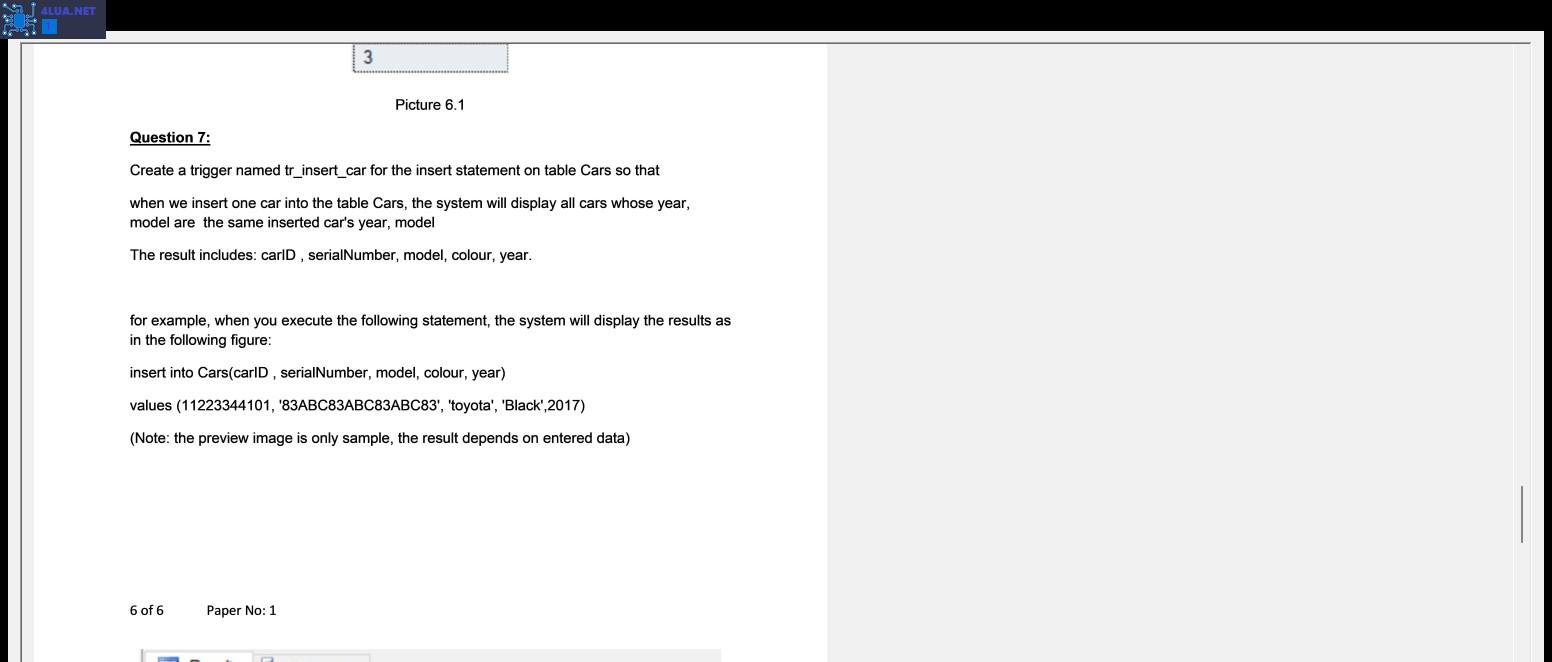 4LUA.NET
3
Picture 6.1
Question 7:
Create a trigger named tr_insert_car for the insert statement on table Cars so that
when we insert one car into the table Cars, the system will display all cars whose year,
model are  the same inserted car's year, model
The result includes: carID , serialNumber, model, colour, year.
for example, when you execute the following statement, the system will display the results as
in the following figure:
insert into Cars(carID , serialNumber, model, colour, year)
values (11223344101, '83ABC83ABC83ABC83', 'toyota', 'Black',2017)
(Note: the preview image is only sample, the result depends on entered data)
6 of 6 Paper No: 1